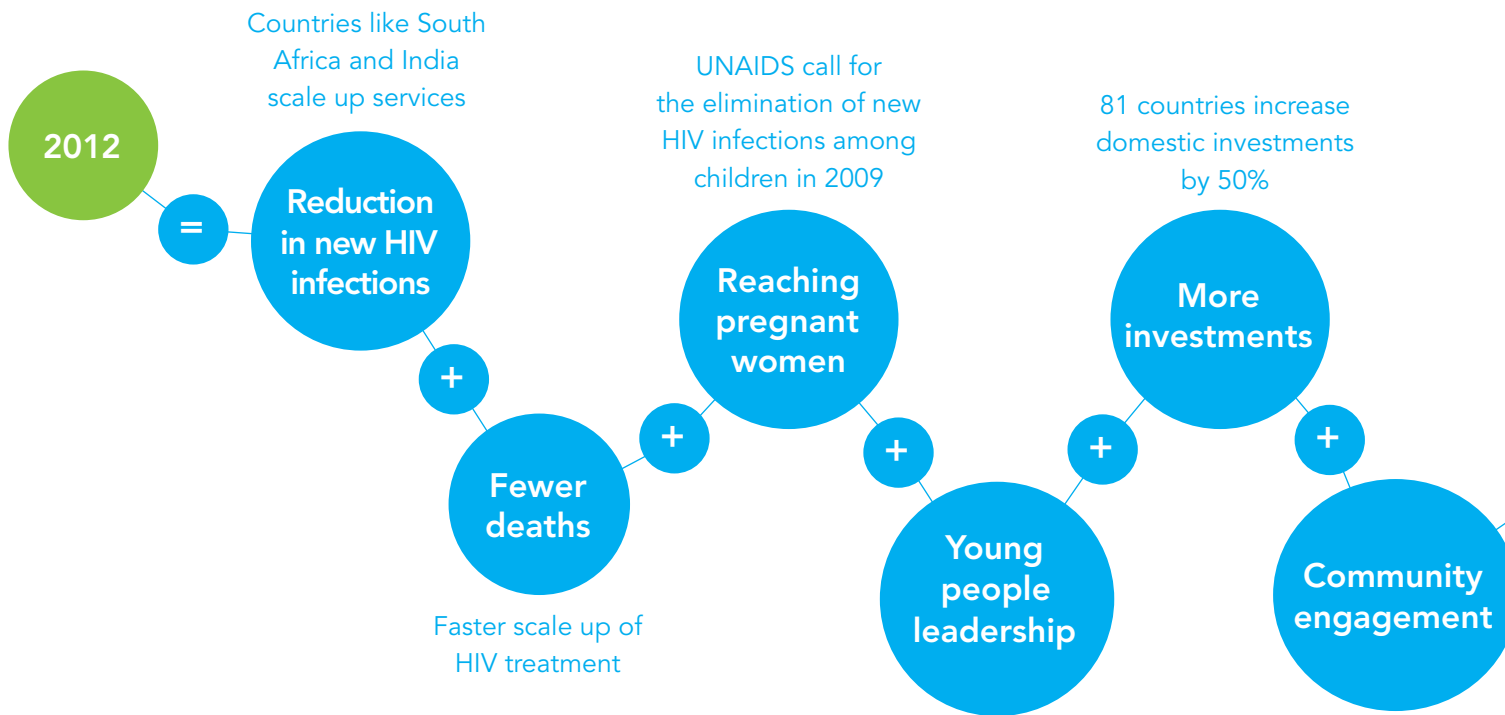 2012
=
Countries like South
Africa and India
scale up services
Reduction
in new HIV
infections
+
Fewer
deaths
Faster scale up of
HIV treatment
+
UNAIDS call for
the elimination of new
HIV infections among
children in 2009
Reaching
pregnant
women
+
Young
people
leadership
+
81 countries increase
domestic investments
by 50%
More
investments
+
Community
engagement